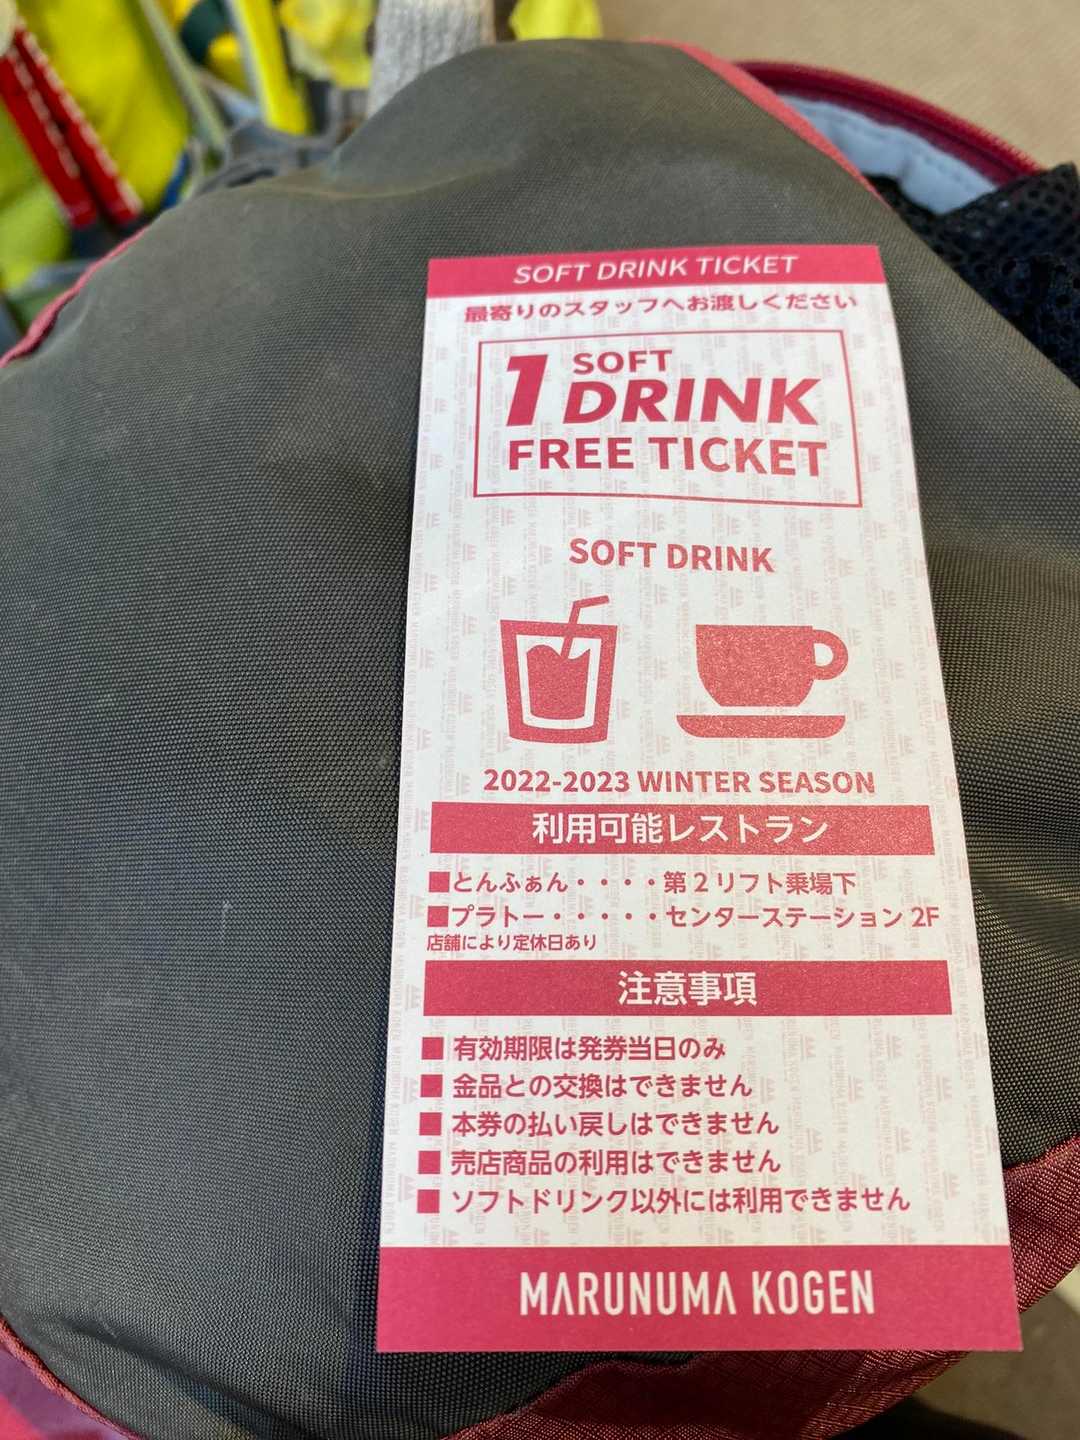 SOFT DRINK TICKET
最寄りのスタッフへお渡しください
1 SOFT
DRINK
FREE TICKET
SOFT DRINK
2022-2023 WINTER SEASON
利用可能レストラン
■とんふぁん・・・・第2リフト乗場下
■プラトー・・・・・センターステーション 2F
店舗により定休日あり
注意事項
■ 有効期限は発券当日のみ
■ 金品との交換はできません
■ 本券の払い戻しはできません
■ 売店商品の利用はできません
■ ソフトドリンク以外には利用できません
MARUNUMA KOGEN